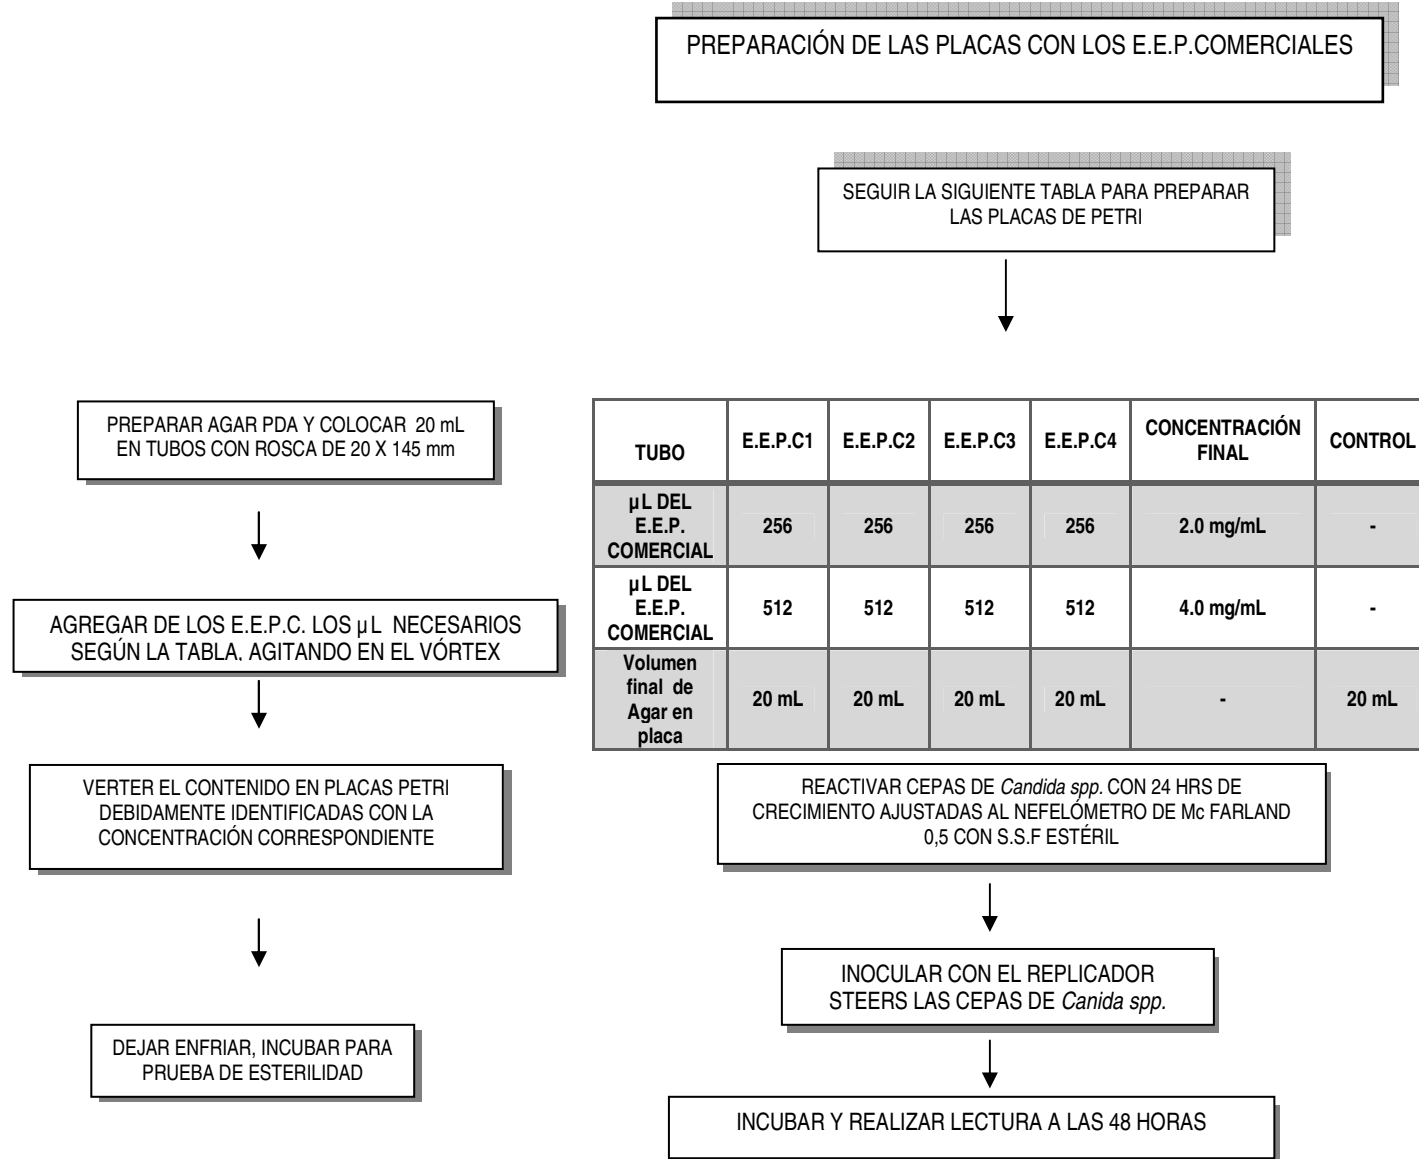 PREPARACIÓN DE LAS PLACAS CON LOS E.E.P.COMERCIALES
SEGUIR LA SIGUIENTE TABLA PARA PREPARAR
LAS PLACAS DE PETRI
PREPARAR AGAR PDA Y COLOCAR 20 mL
EN TUBOS CON ROSCA DE 20 X 145 mm
AGREGAR DE LOS E.E.P.C. LOS µL NECESARIOS
SEGÚN LA TABLA, AGITANDO EN EL VÓRTEX
VERTER EL CONTENIDO EN PLACAS PETRI
DEBIDAMENTE IDENTIFICADAS CON LA
CONCENTRACIÓN CORRESPONDIENTE
DEJAR ENFRIAR, INCUBAR PARA
PRUEBA DE ESTERILIDAD
TUBO E.E.P.C1 E.E.P.C2 E.E.P.C3 E.E.P.C4 CONCENTRACIÓN FINAL CONTROL
µL DEL
E.E.P.
COMERCIAL
256 256 256 256 2.0 mg/mL -
µL DEL
E.E.P.
COMERCIAL
512 512 512 512 4.0 mg/mL -
Volumen
final de
Agar en
placa
20 mL 20 mL 20 mL 20 mL - 20 mL
REACTIVAR CEPAS DE Candida spp. CON 24 HRS DE
CRECIMIENTO AJUSTADAS AL NEFELÓMETRO DE Mc FARLAND
0,5 CON S.S.F ESTÉRIL
INOCULAR CON EL REPLICADOR
STEERS LAS CEPAS DE Canida spp.
INCUBAR Y REALIZAR LECTURA A LAS 48 HORAS